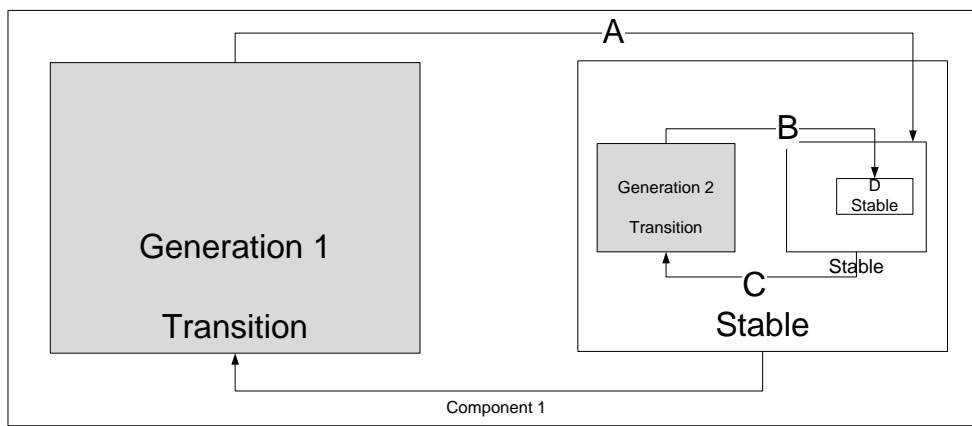 A
B
Generation 2
Transition
D
Stable
Generation 1
Stable
C
Transition
Stable
Component 1